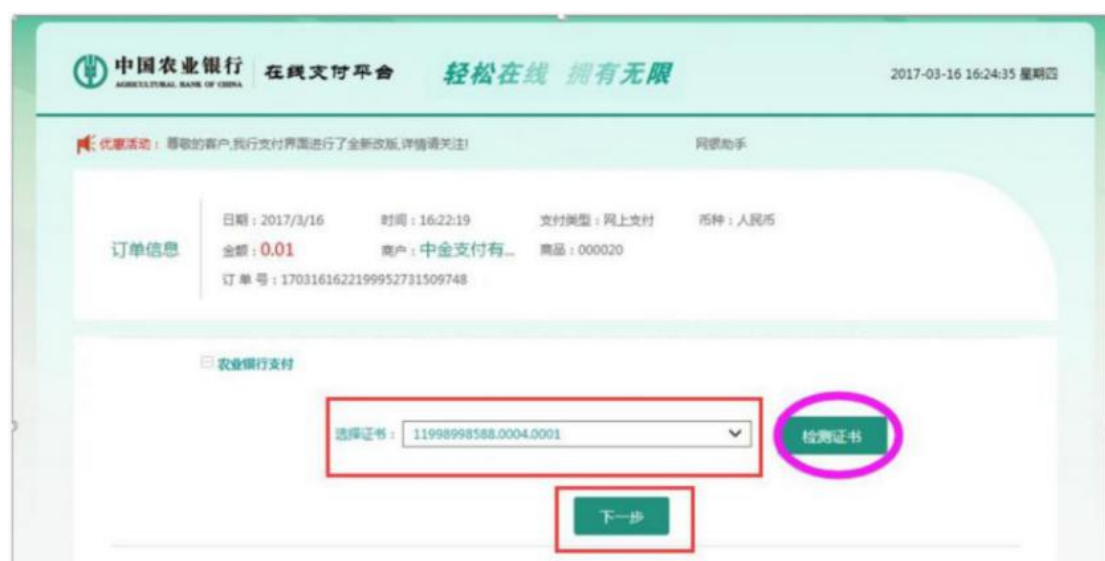 中国农业银行 在线支付平台 轻松在线 拥有无限 2017-03-16 16:24:35 星期四
AGRICULTURAL BANK OF CHINA
优惠活动：尊敬的客户,我行支付界面进行了全新改版,详情请关注! 网银助手
日期：2017/3/16 时间：16:22:19 支付类型：网上支付 币种：人民币
订单信息 金额：0.01 商户：中金支付有... 商品：000020
订 单 号：1703161622199952731509748
农业银行支付
选择证书： 11998998588.0004.0001 检测证书
下一步